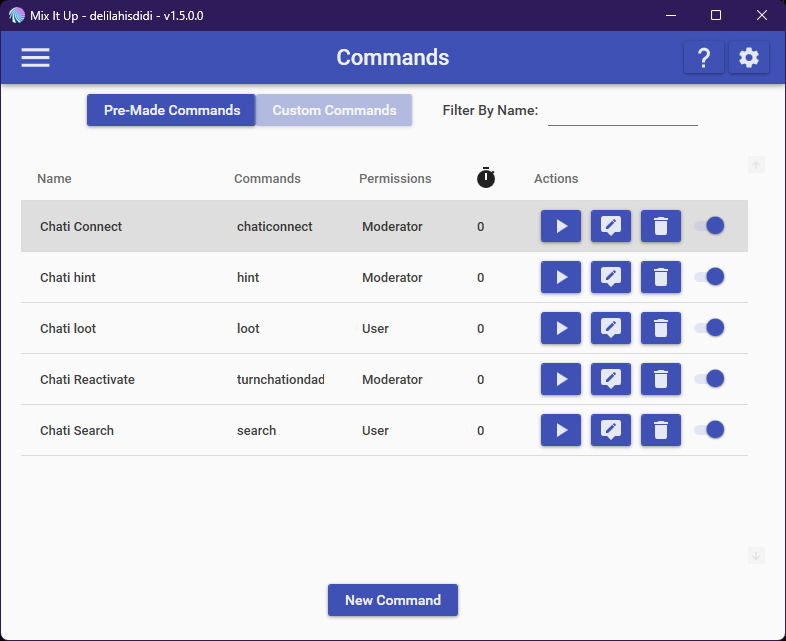 Mix It Up - delilahisdidi - v1.5.0.0
Commands
Pre-Made Commands Custom Commands Filter By Name:
Name Commands Permissions Actions
Chati Connect chaticonnect Moderator 0
Chati hint hint Moderator 0
Chati loot loot User 0
Chati Reactivate turnchationdad Moderator 0
Chati Search search User 0
New Command